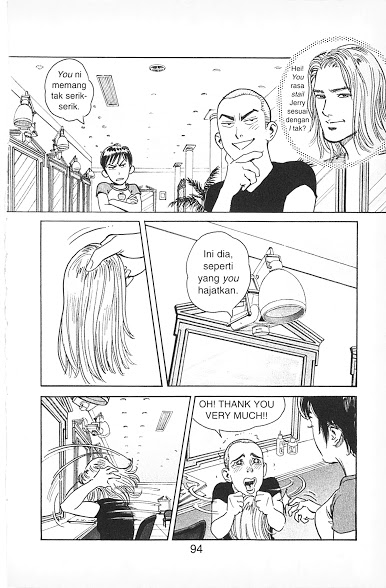 You ni
memang
tak serik-
serik.
Hei!
You
rasa
stail
Jerry
sesuai
dengan
I tak?
Ini dia,
seperti
yang you
hajatkan.
OH! THANK YOU
VERY MUCH!!
94